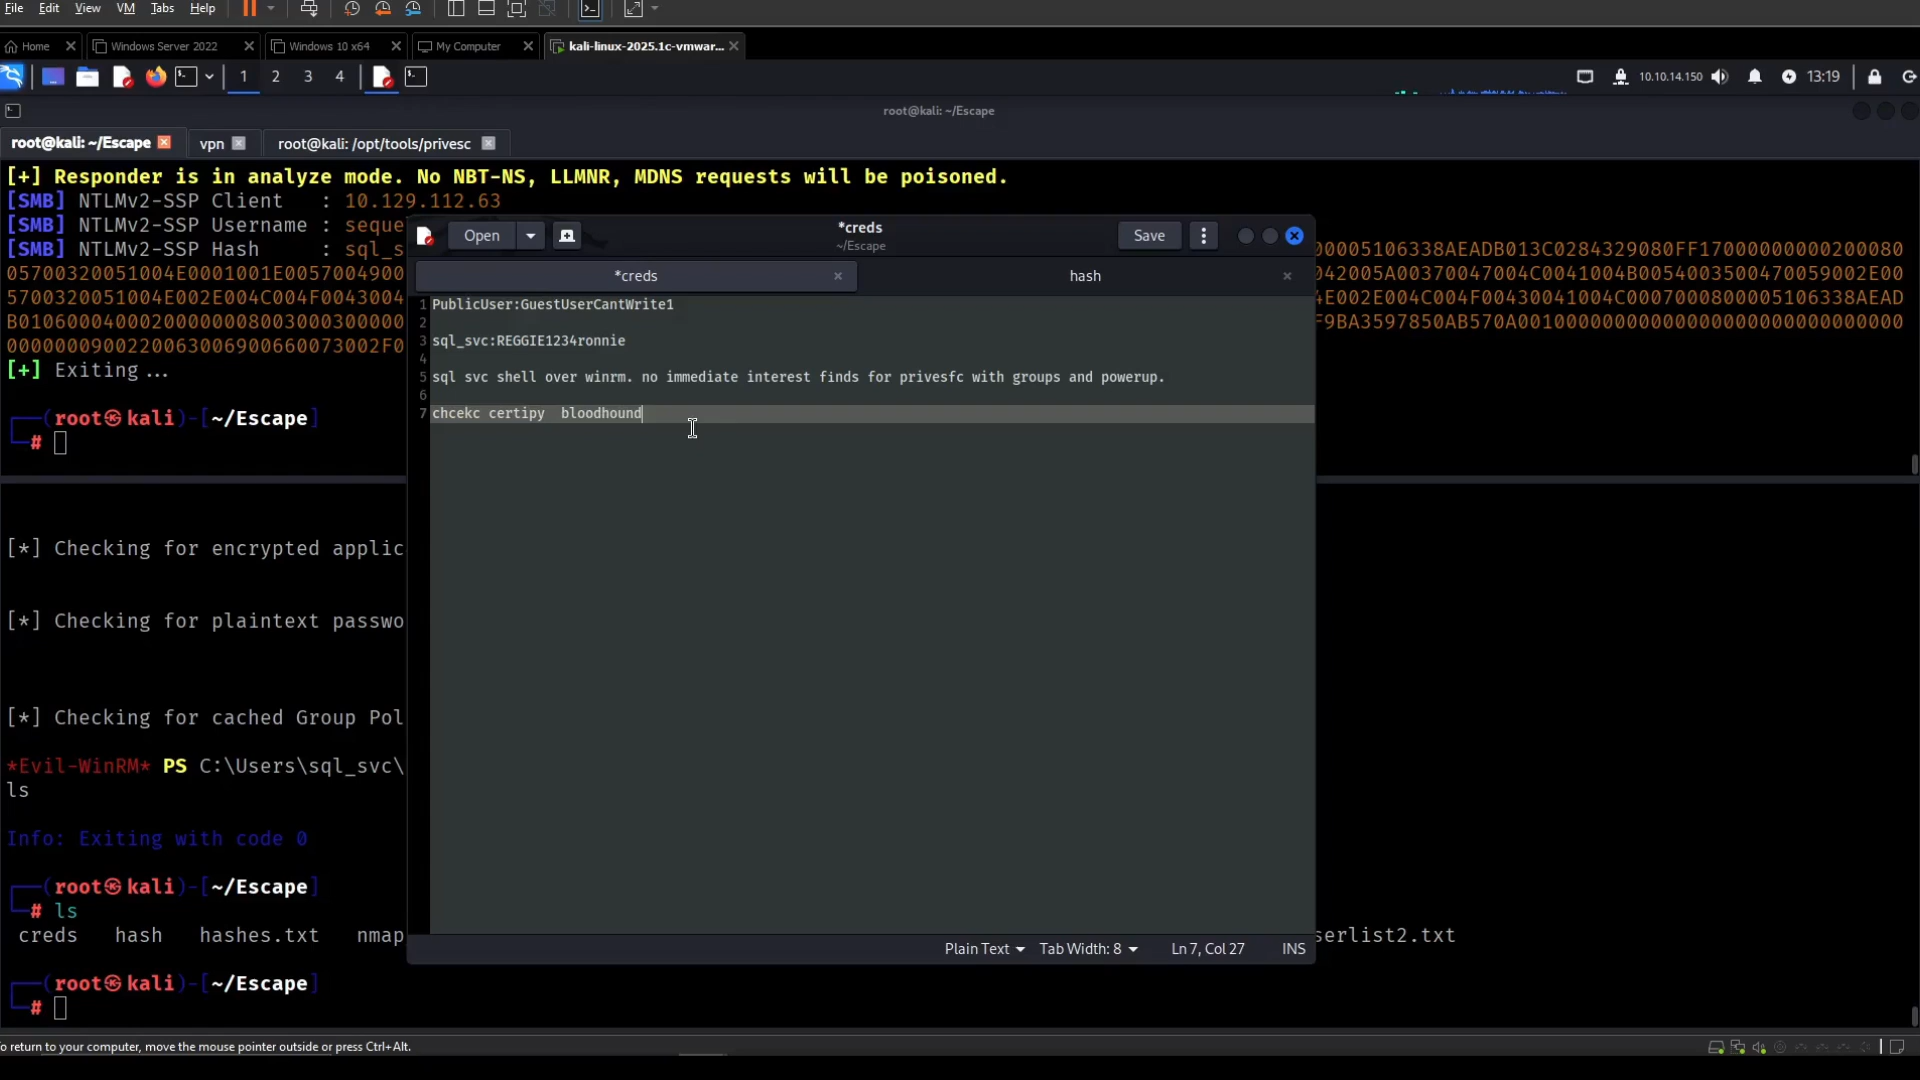 File Edit View VM Tabs Help
Home Windows Server 2022 Windows 10 x64 My Computer kali-linux-2025.1c-vmwar...
1 2 3 4 10.10.14.150 13:19
root@kali: ~/Escape
root@kali: ~/Escape vpn root@kali: /opt/tools/privesc
[+] Responder is in analyze mode. No NBT-NS, LLMNR, MDNS requests will be poisoned.
[SMB] NTLMv2-SSP Client : 10.129.112.63
[SMB] NTLMv2-SSP Username : seque
[SMB] NTLMv2-SSP Hash : sql_s
[+] Exiting...
┌──(root㉿kali)-[~/Escape]
└─#
Open *creds Save
~/Escape
*creds hash
1 PublicUser:GuestUserCantWrite1
2
3 sql_svc:REGGIE1234ronnie
4
5 sql svc shell over winrm. no immediate interest finds for privesfc with groups and powerup.
6
7 chcekc certipy  bloodhound
[*] Checking for encrypted applic
[*] Checking for plaintext passwo
[*] Checking for cached Group Pol
*Evil-WinRM* PS C:\Users\sql_svc\
ls
Info: Exiting with code 0
┌──(root㉿kali)-[~/Escape]
└─# ls
creds hash hashes.txt nmap serlist2.txt
┌──(root㉿kali)-[~/Escape]
└─#
Plain Text Tab Width: 8 Ln 7, Col 27 INS
o return to your computer, move the mouse pointer outside or press Ctrl+Alt.